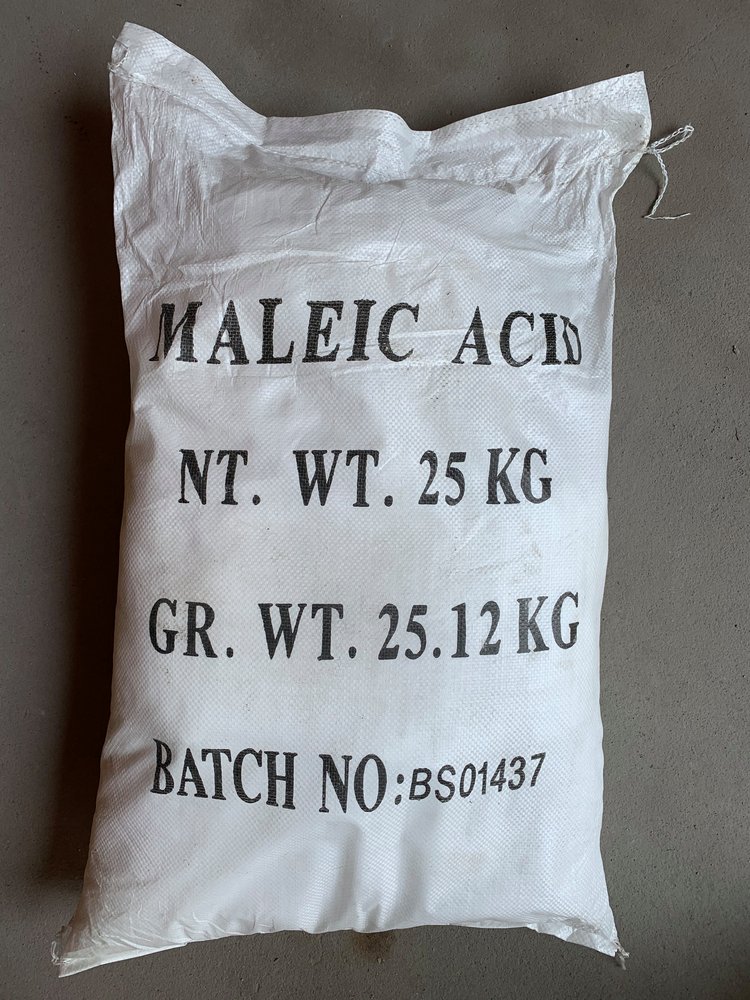 MALEIC ACID
NT. WT. 25 KG
GR. WT. 25.12 KG
BATCH NO: BS01437